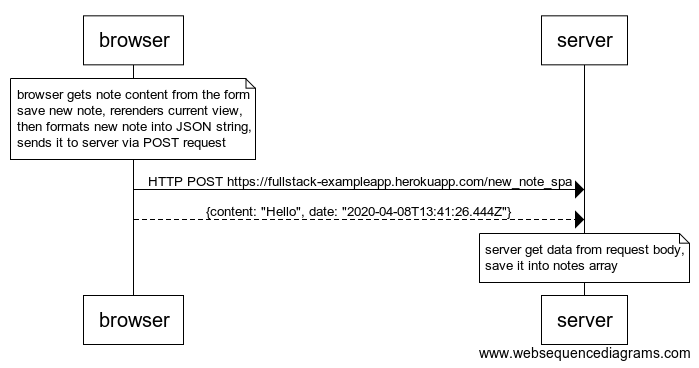 browser
server
browser gets note content from the form
save new note, rerenders current view,
then formats new note into JSON string,
sends it to server via POST request
HTTP POST https://fullstack-exampleapp.herokuapp.com/new_note_spa
{content: "Hello", date: "2020-04-08T13:41:26.444Z"}
server get data from request body,
save it into notes array
browser
server
www.websequencediagrams.com